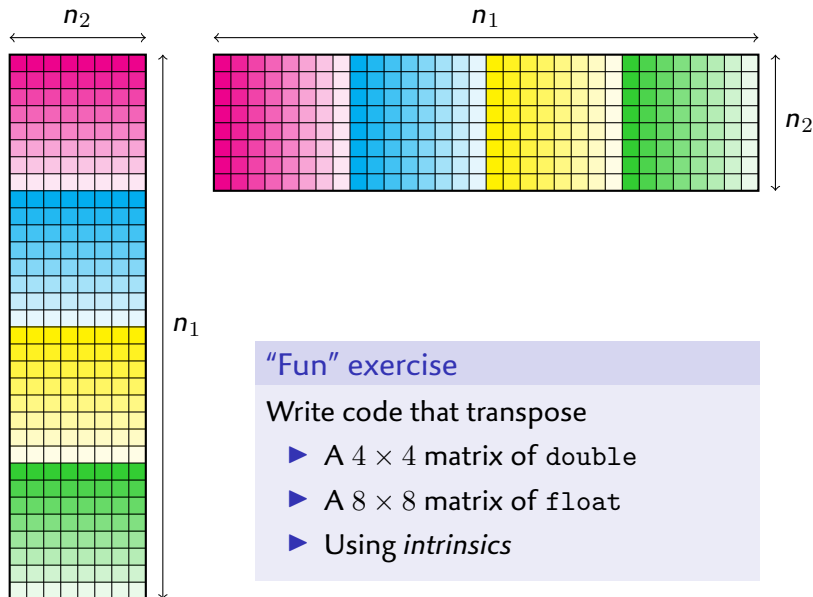 n₂
n₁
n₂
n₁
“Fun” exercise
Write code that transpose
▶ A 4 × 4 matrix of double
▶ A 8 × 8 matrix of float
▶ Using intrinsics